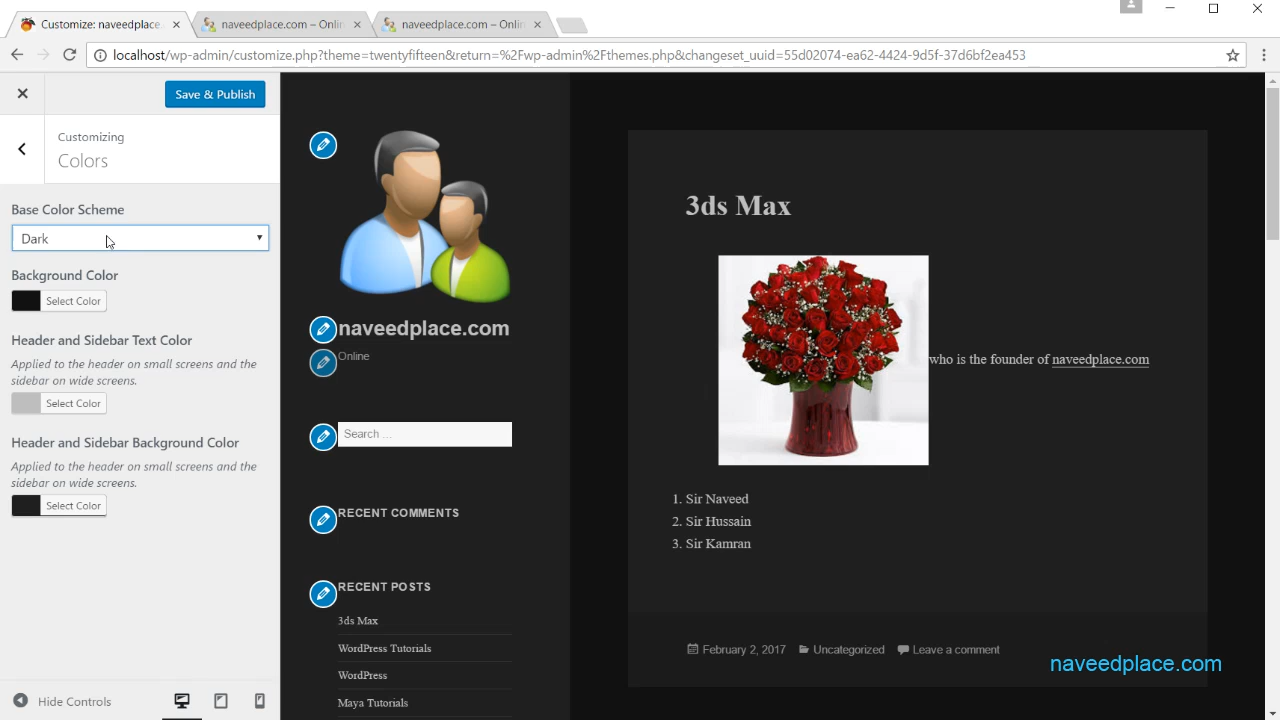 Customize: naveedplace.
naveedplace.com – Onlin
naveedplace.com – Onlin
localhost/wp-admin/customize.php?theme=twentyfifteen&return=%2Fwp-admin%2Fthemes.php&changeset_uuid=55d02074-ea62-4424-9d5f-37d6bf2ea453
Save & Publish
Customizing
Colors
Base Color Scheme
Dark
Background Color
Select Color
Header and Sidebar Text Color
Applied to the header on small screens and the
sidebar on wide screens.
Select Color
Header and Sidebar Background Color
Applied to the header on small screens and the
sidebar on wide screens.
Select Color
Hide Controls
naveedplace.com
Online
Search ...
RECENT COMMENTS
RECENT POSTS
3ds Max
WordPress Tutorials
WordPress
Maya Tutorials
3ds Max
who is the founder of naveedplace.com
1. Sir Naveed
2. Sir Hussain
3. Sir Kamran
February 2, 2017 Uncategorized Leave a comment
naveedplace.com